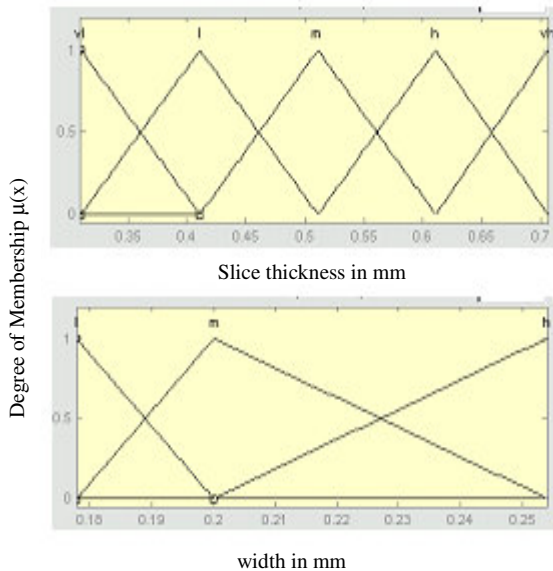 vl l m h vh
1
0.5
0
0.35 0.4 0.45 0.5 0.55 0.6 0.65 0.7
Slice thickness in mm
Degree of Membership µ(x)
l m h
1
0.5
0
0.18 0.19 0.2 0.21 0.22 0.23 0.24 0.25
width in mm